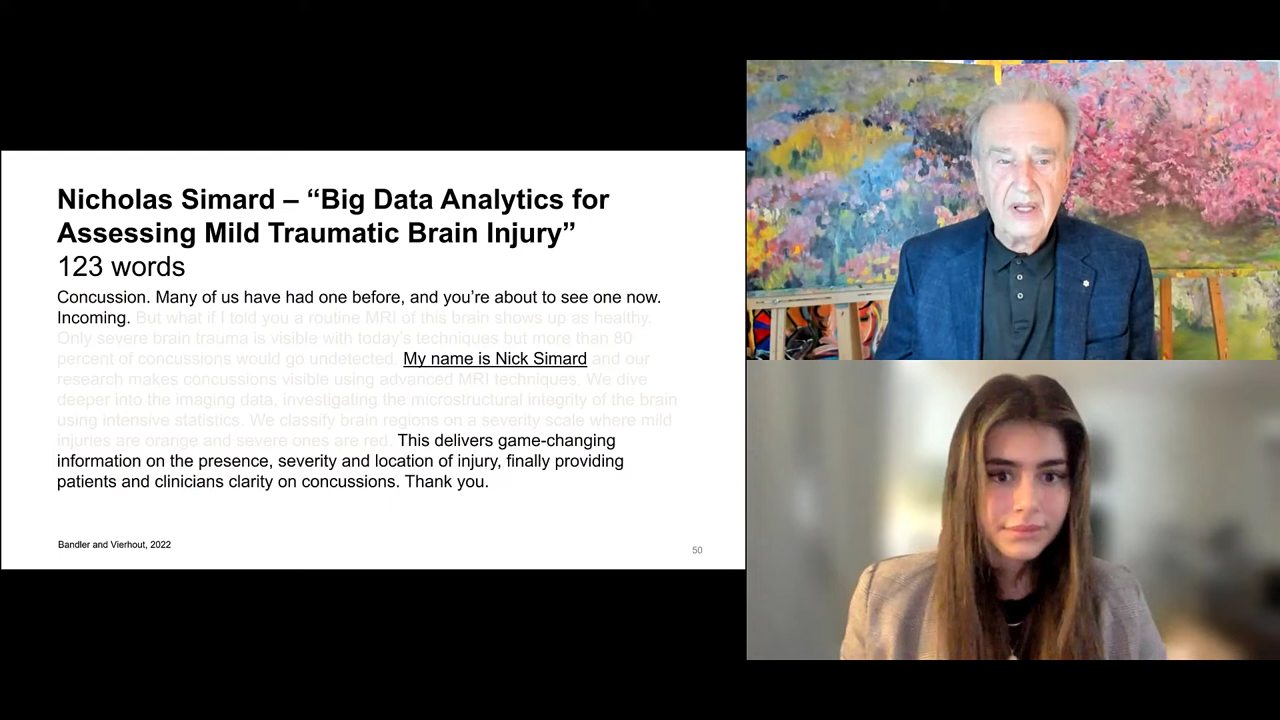 Nicholas Simard – “Big Data Analytics for
Assessing Mild Traumatic Brain Injury”
123 words
Concussion. Many of us have had one before, and you’re about to see one now.
Incoming. But what if I told you a routine MRI of this brain shows up as healthy.
Only severe brain trauma is visible with today’s techniques but more than 80
percent of concussions would go undetected. My name is Nick Simard and our
research makes concussions visible using advanced MRI techniques. We dive
deeper into the imaging data, investigating the microstructural integrity of the brain
using intensive statistics. We classify brain regions on a severity scale where mild
injuries are orange and severe ones are red. This delivers game-changing
information on the presence, severity and location of injury, finally providing
patients and clinicians clarity on concussions. Thank you.
Bandler and Vierhout, 2022
50